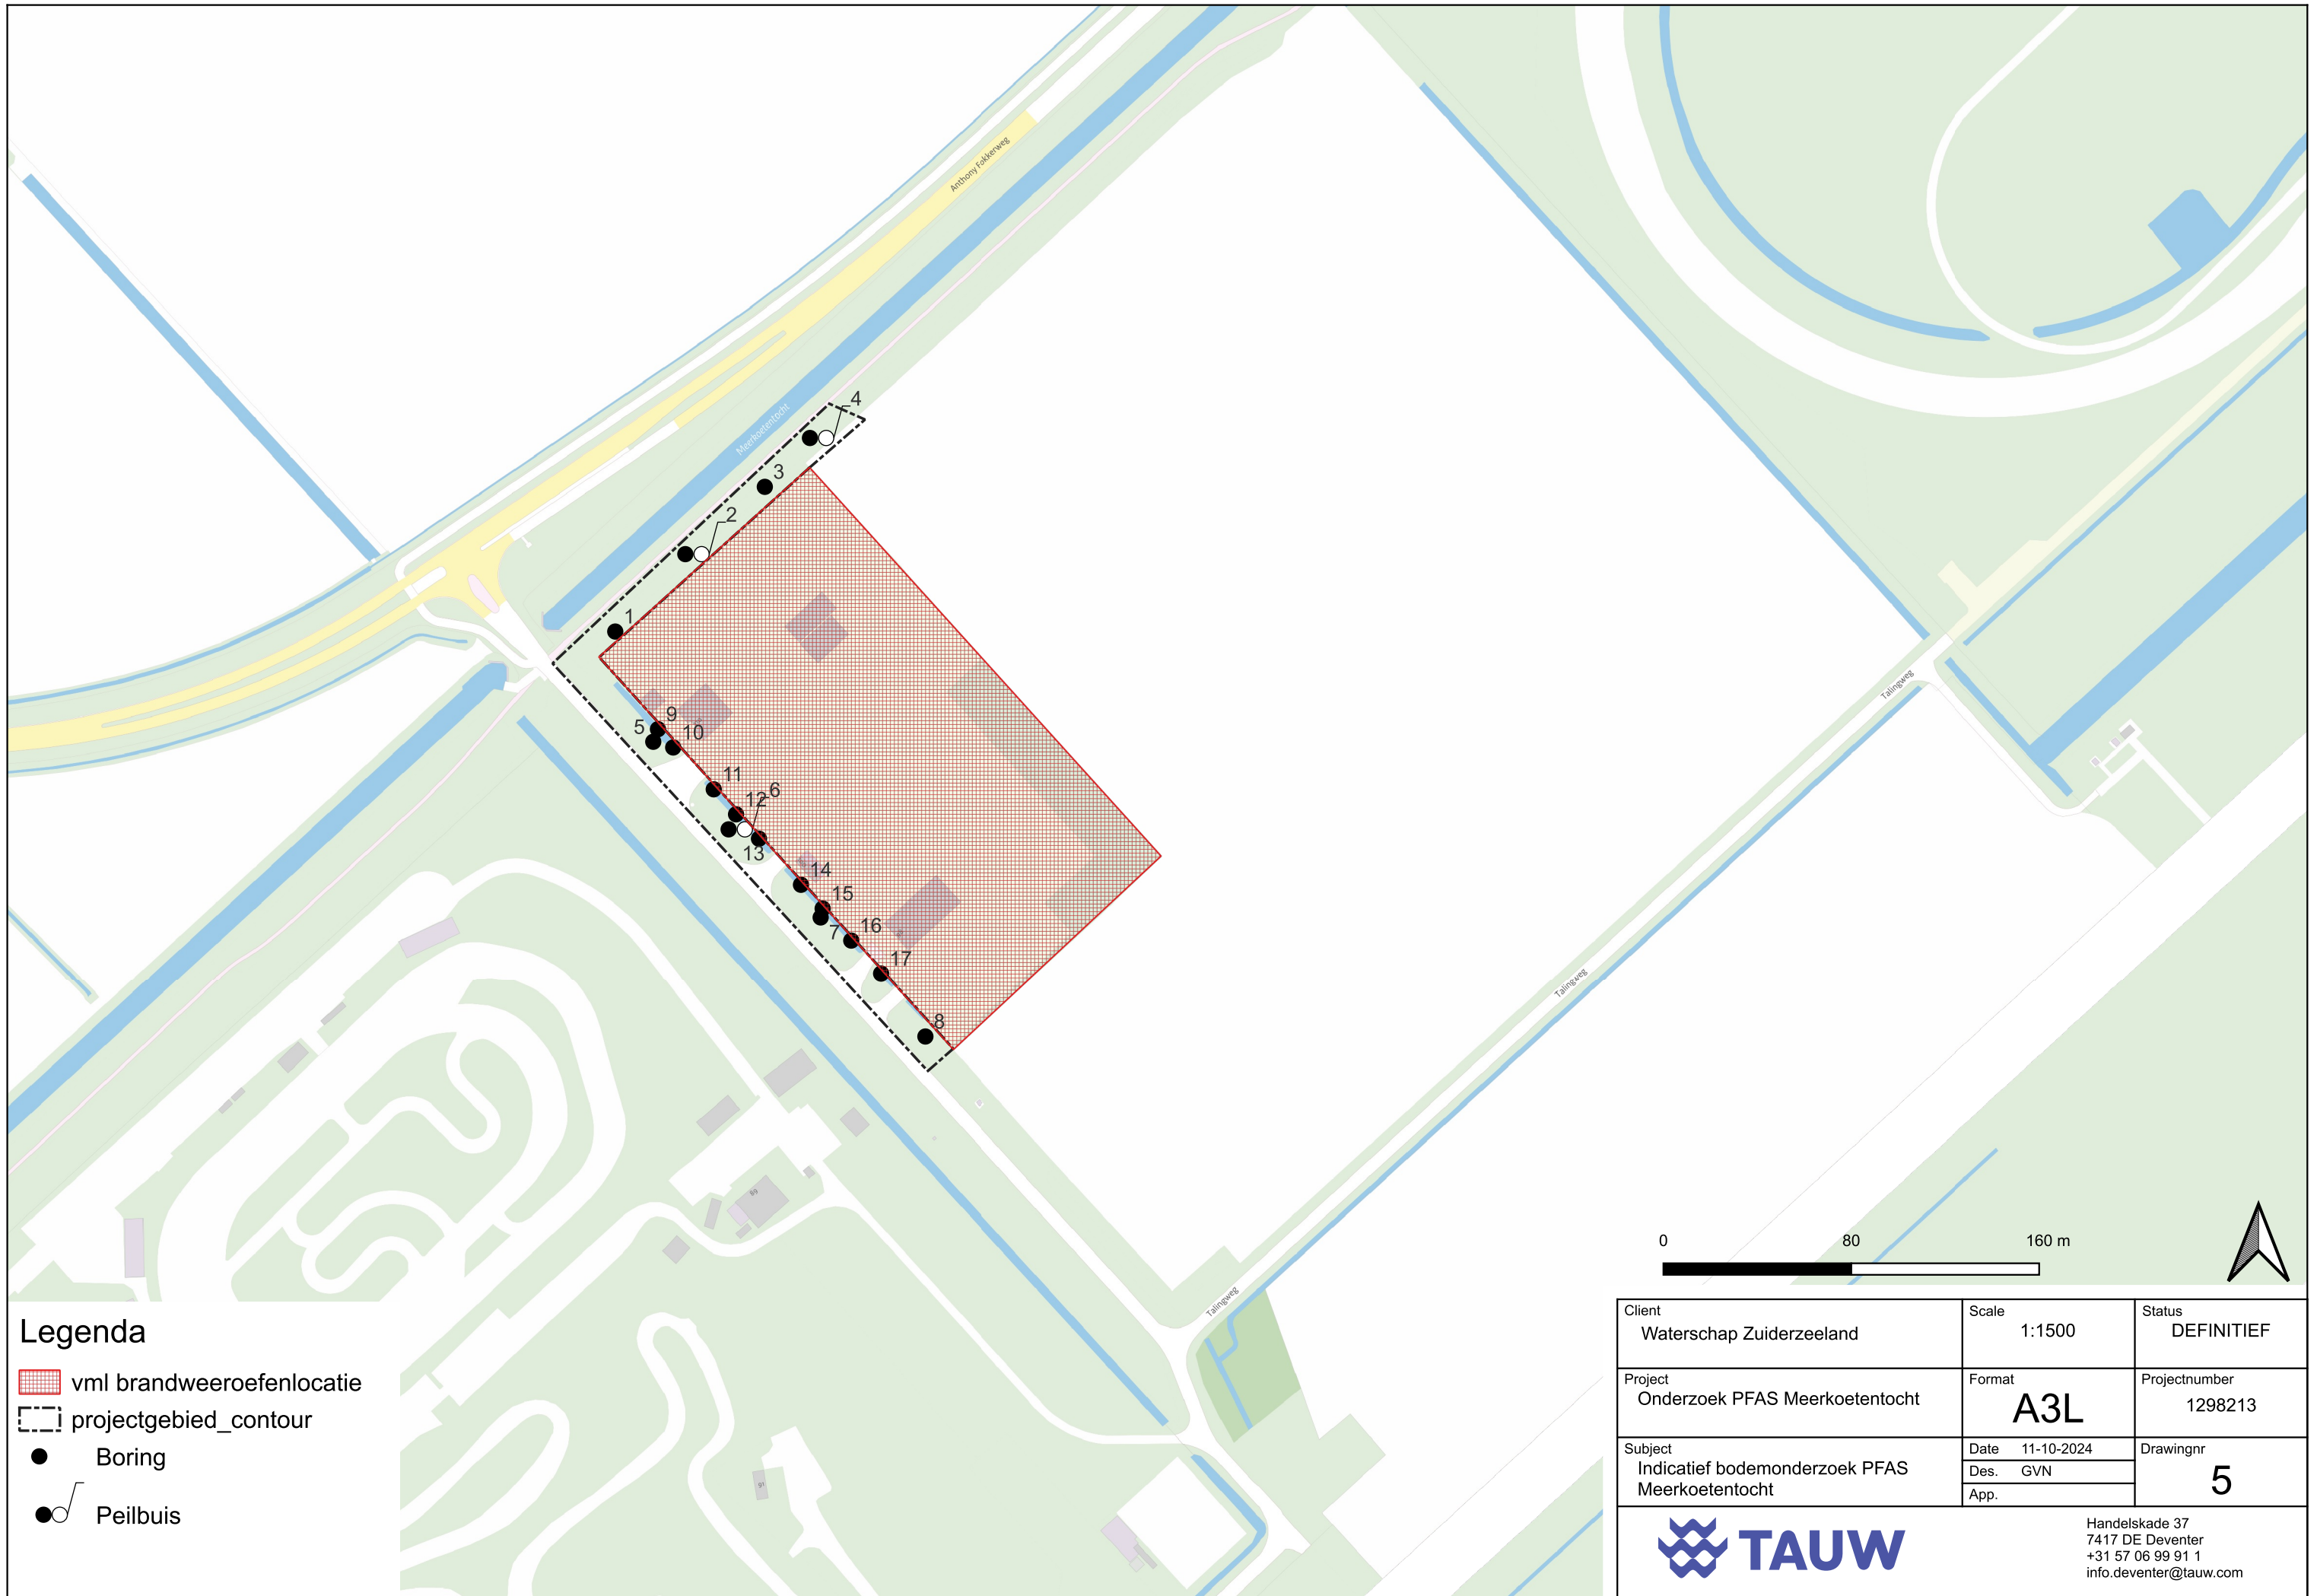 Anthony Fokkerweg
Meerkoetentocht
4
3
2
1
9
5
10
11
12
6
13
14
15
7
16
17
8
Talingweg
Talingweg
Talingweg
0 80 160 m
Legenda
vml brandweeroefenlocatie
projectgebied_contour
Boring
Peilbuis
Client
Waterschap Zuiderzeeland
Scale
1:1500
Status
DEFINITIEF
Project
Onderzoek PFAS Meerkoetentocht
Format
A3L
Projectnumber
1298213
Subject
Indicatief bodemonderzoek PFAS
Meerkoetentocht
Date 11-10-2024
Des. GVN
App.
Drawingnr
5
TAUW
Handelskade 37
7417 DE Deventer
+31 57 06 99 91 1
info.deventer@tauw.com